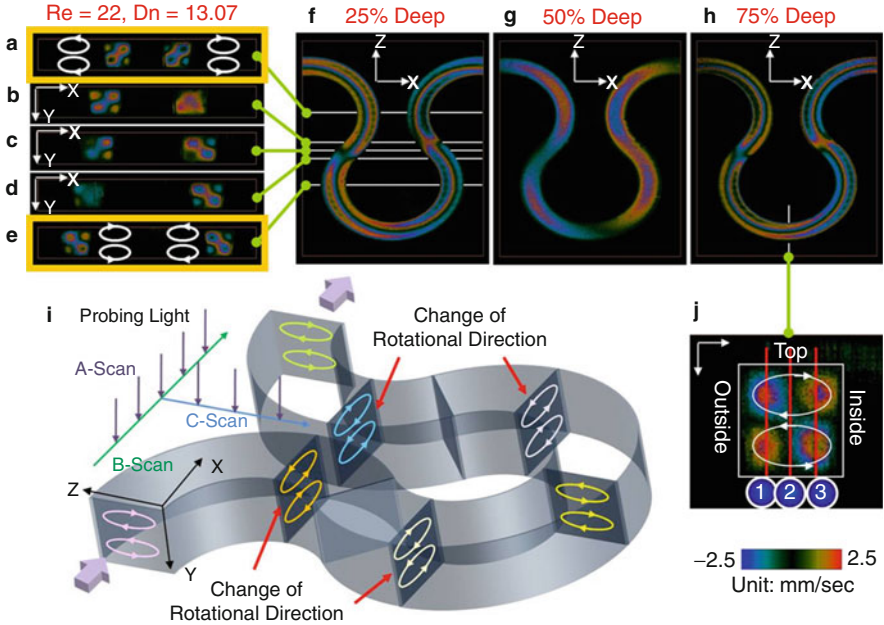 Re = 22, Dn = 13.07
f 25% Deep
g 50% Deep
h 75% Deep
a
b
X
Y
c
X
Y
d
X
Y
e
Z
X
Z
X
Z
X
i
Probing Light
A-Scan
C-Scan
B-Scan
X
Z
Y
Change of
Rotational Direction
Change of
Rotational Direction
j
Top
Outside
Inside
1 2 3
−2.5 2.5
Unit: mm/sec